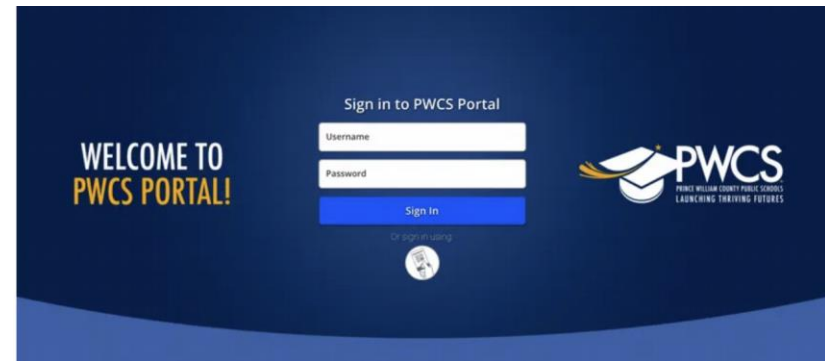 WELCOME TO
PWCS PORTAL!
Sign in to PWCS Portal
Username
Password
Sign In
Or sign in using:
PWCS
PRINCE WILLIAM COUNTY PUBLIC SCHOOLS
LAUNCHING THRIVING FUTURES